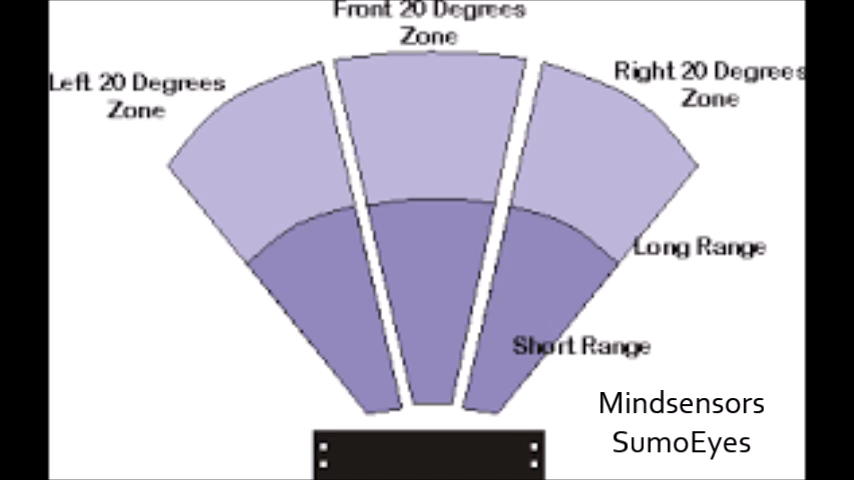 Front 20 Degrees
Zone
Left 20 Degrees
Zone
Right 20 Degrees
Zone
Long Range
Short Range
Mindsensors
SumoEyes